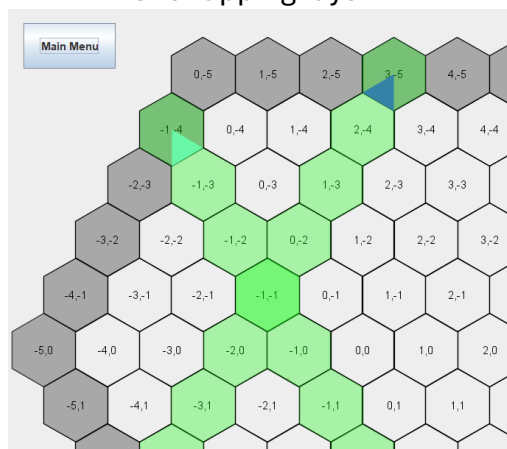 Main Menu
0,-5 1,-5 2,-5 3,-5 4,-5
-1,-4 0,-4 1,-4 2,-4 3,-4 4,-4
-2,-3 -1,-3 0,-3 1,-3 2,-3 3,-3
-3,-2 -2,-2 -1,-2 0,-2 1,-2 2,-2 3,-2
-4,-1 -3,-1 -2,-1 -1,-1 0,-1 1,-1 2,-1
-5,0 -4,0 -3,0 -2,0 -1,0 0,0 1,0 2,0
-5,1 -4,1 -3,1 -2,1 -1,1 0,1 1,1